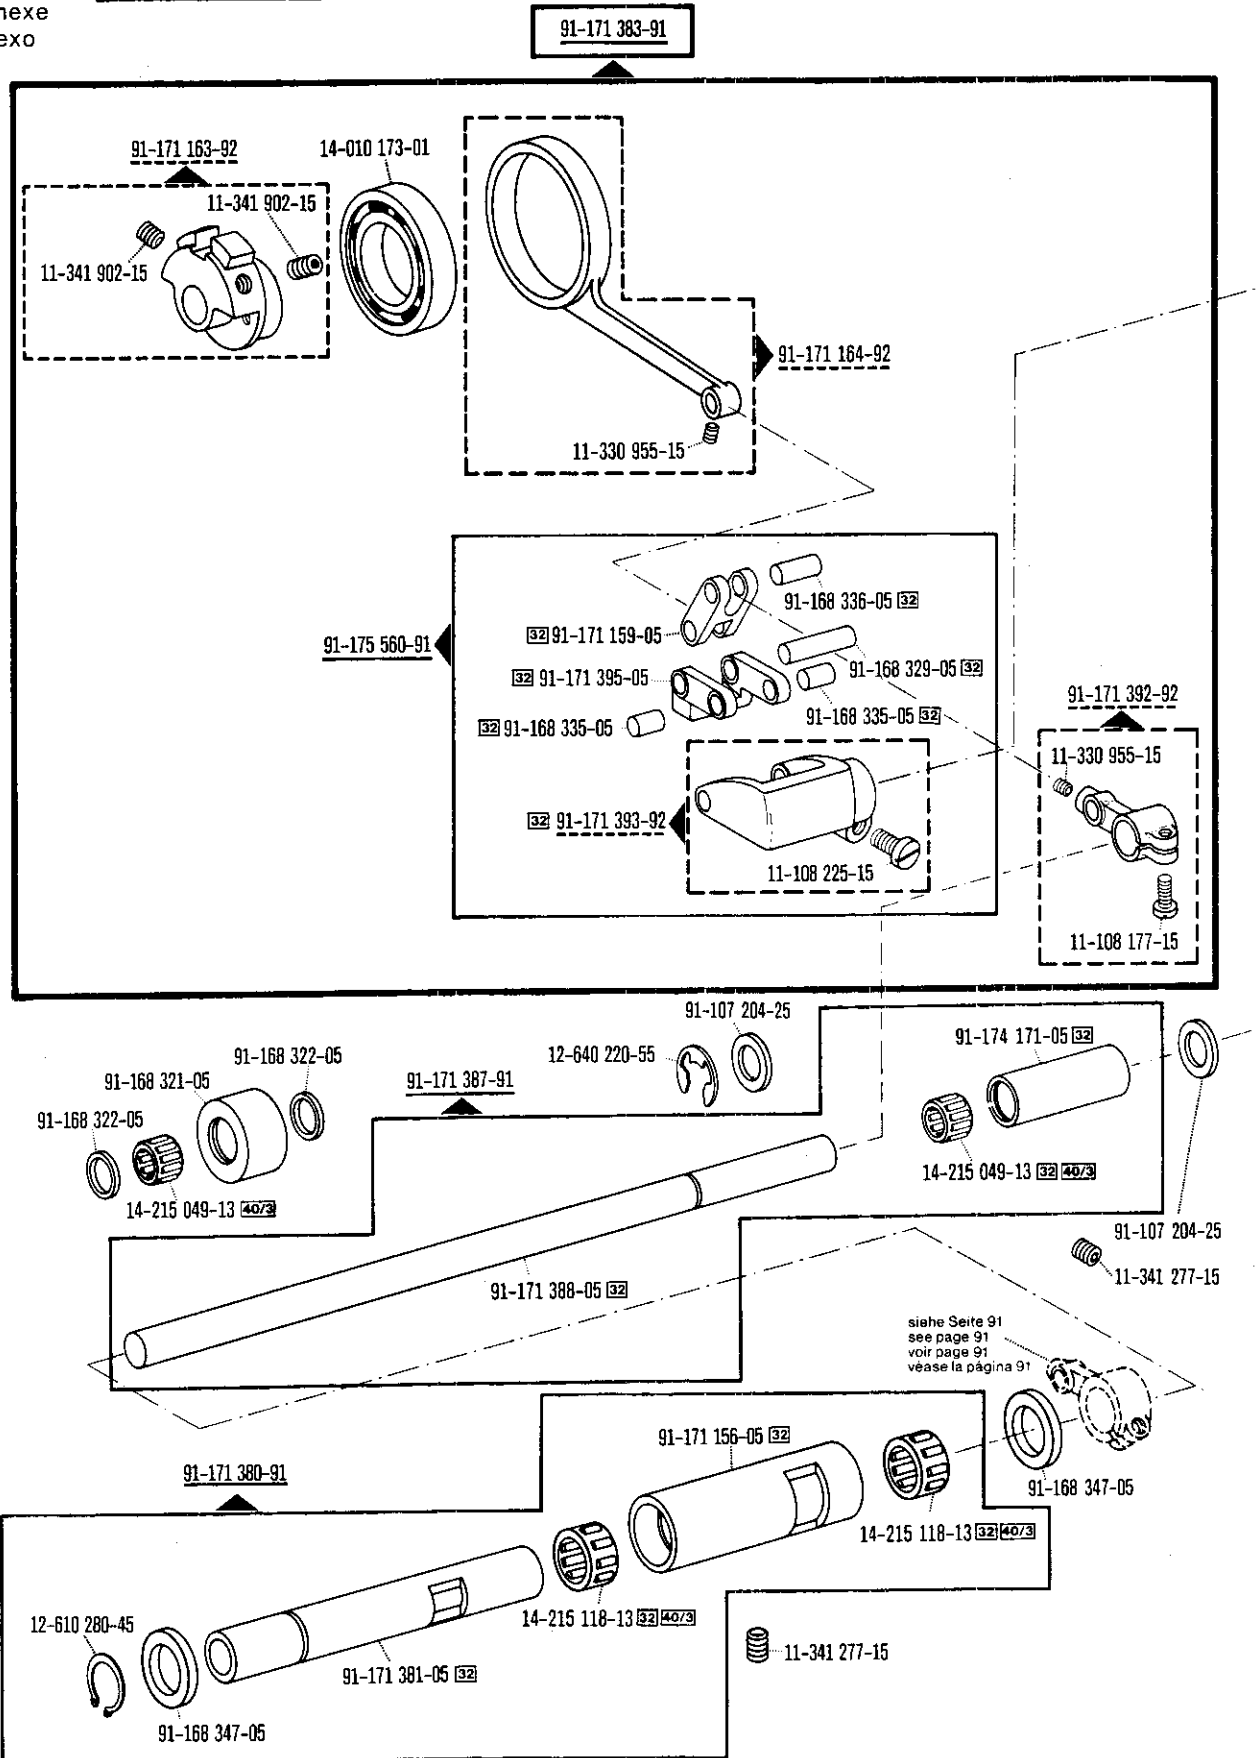 nexe
exo
91-171 383-91
91-171 163-92
14-010 173-01
11-341 902-15
11-341 902-15
91-171 164-92
11-330 955-15
91-168 336-05 32
32 91-171 159-05
91-175 560-91
91-168 329-05 32
32 91-171 395-05
91-168 335-05 32
32 91-168 335-05
91-171 392-92
11-330 955-15
32 91-171 393-92
11-108 225-15
11-108 177-15
91-107 204-25
12-640 220-55
91-174 171-05 32
91-168 322-05
91-168 321-05
91-171 387-91
91-168 322-05
14-215 049-13 40/3
14-215 049-13 32 40/3
91-107 204-25
11-341 277-15
91-171 388-05 32
siehe Seite 91
see page 91
voir page 91
véase la página 91
91-171 156-05 32
91-171 380-91
91-168 347-05
14-215 118-13 32 40/3
12-610 280-45
14-215 118-13 32 40/3
11-341 277-15
91-171 381-05 32
91-168 347-05